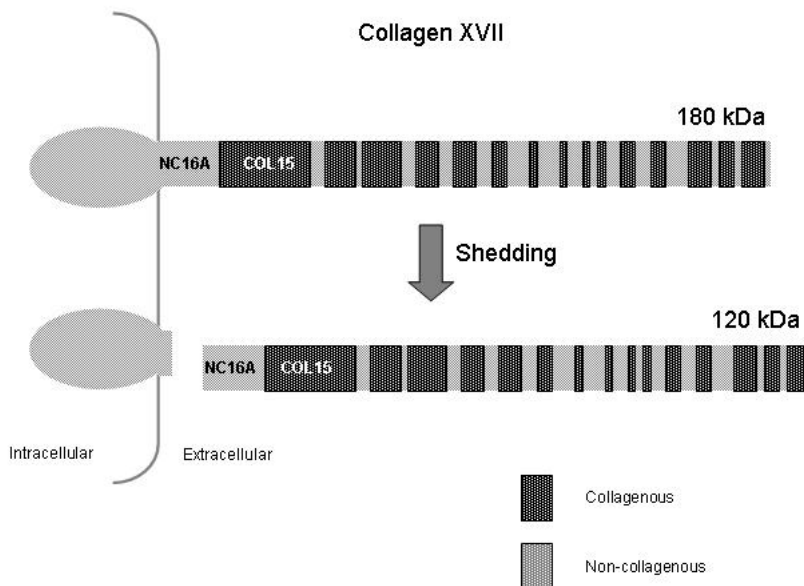 Collagen XVII
180 kDa
NC16A COL15
Shedding
120 kDa
NC16A COL15
Intracellular Extracellular
Collagenous
Non-collagenous